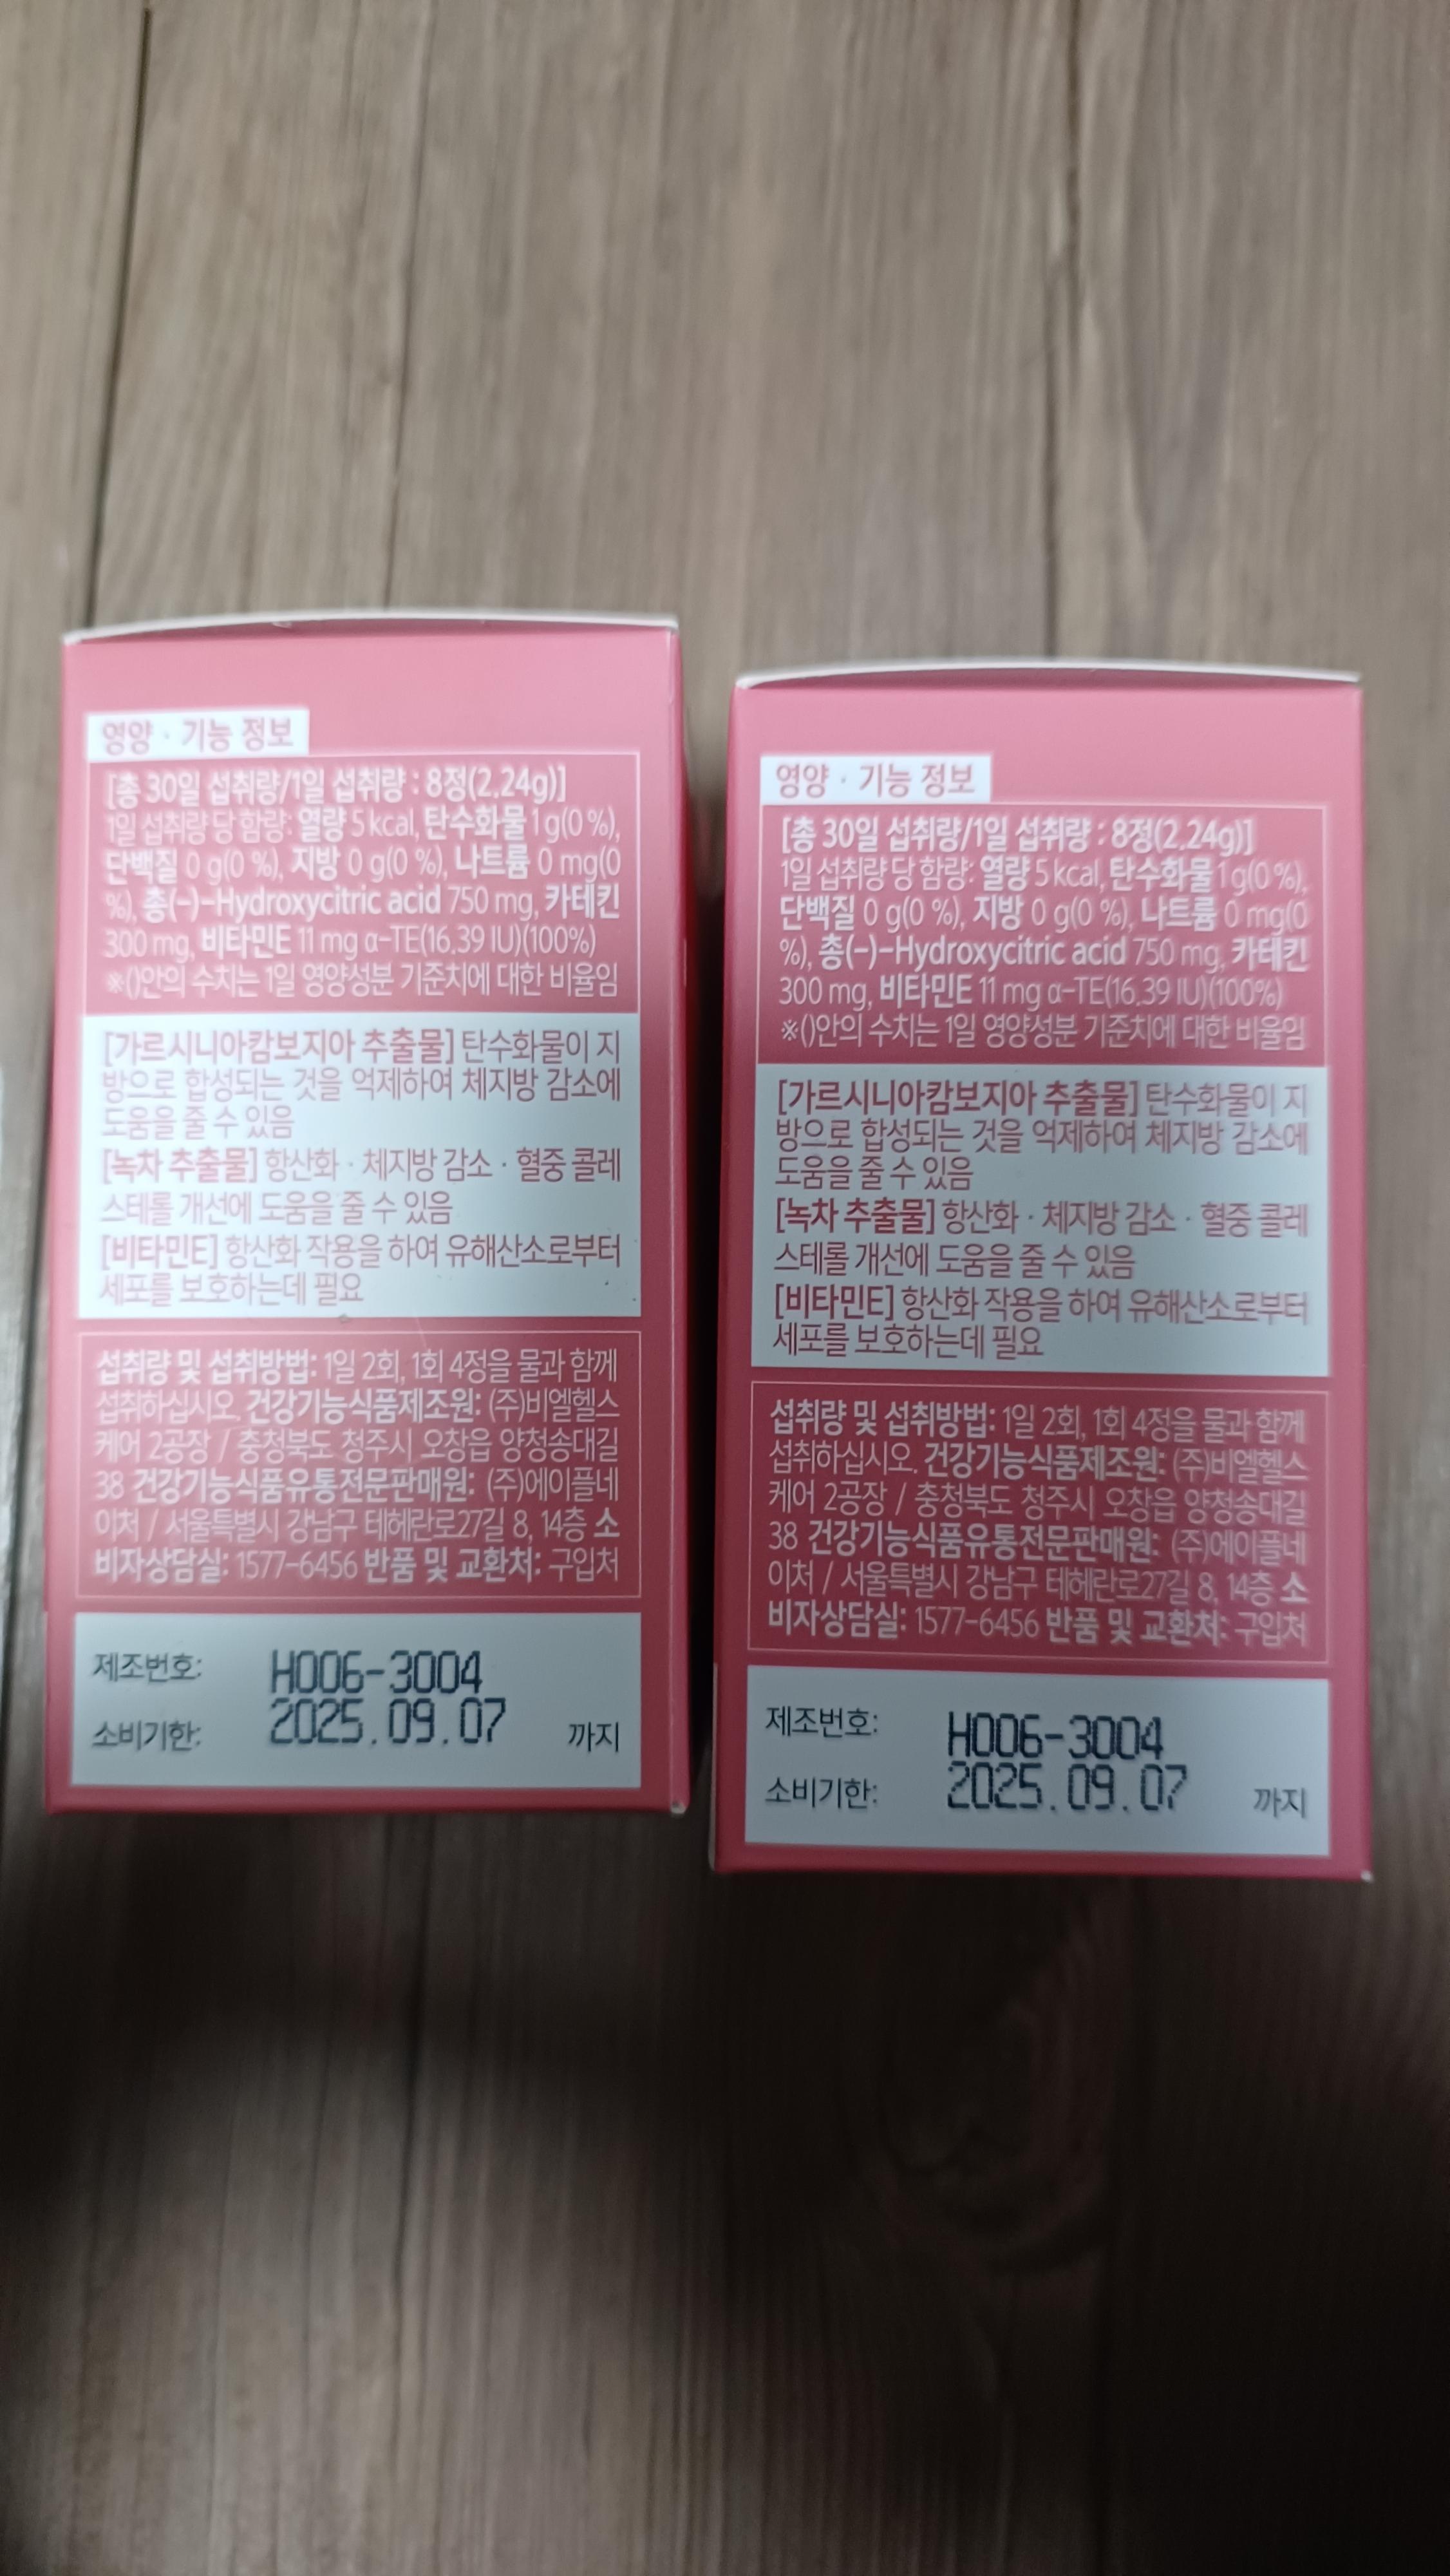 영양 · 기능 정보
[총 30일 섭취량/1일 섭취량 : 8정(2.24g)]
1일 섭취량 당 함량: 열량 5 kcal, 탄수화물 1 g(0 %),
단백질 0 g(0 %), 지방 0 g(0 %), 나트륨 0 mg(0
%), 총(-)-Hydroxycitric acid 750 mg, 카테킨
300 mg, 비타민E 11 mg α-TE(16.39 IU)(100%)
※()안의 수치는 1일 영양성분 기준치에 대한 비율임
[가르시니아캄보지아 추출물] 탄수화물이 지
방으로 합성되는 것을 억제하여 체지방 감소에
도움을 줄 수 있음
[녹차 추출물] 항산화 · 체지방 감소 · 혈중 콜레
스테롤 개선에 도움을 줄 수 있음
[비타민E] 항산화 작용을 하여 유해산소로부터
세포를 보호하는데 필요
섭취량 및 섭취방법: 1일 2회, 1회 4정을 물과 함께
섭취하십시오. 건강기능식품제조원: (주)비엘헬스
케어 2공장 / 충청북도 청주시 오창읍 양청송대길
38 건강기능식품유통전문판매원: (주)에이플네
이처 / 서울특별시 강남구 테헤란로27길 8, 14층 소
비자상담실: 1577-6456 반품 및 교환처: 구입처
제조번호: H006-3004
소비기한: 2025.09.07 까지
영양 · 기능 정보
[총 30일 섭취량/1일 섭취량 : 8정(2.24g)]
1일 섭취량 당 함량: 열량 5 kcal, 탄수화물 1 g(0 %),
단백질 0 g(0 %), 지방 0 g(0 %), 나트륨 0 mg(0
%), 총(-)-Hydroxycitric acid 750 mg, 카테킨
300 mg, 비타민E 11 mg α-TE(16.39 IU)(100%)
※()안의 수치는 1일 영양성분 기준치에 대한 비율임
[가르시니아캄보지아 추출물] 탄수화물이 지
방으로 합성되는 것을 억제하여 체지방 감소에
도움을 줄 수 있음
[녹차 추출물] 항산화 · 체지방 감소 · 혈중 콜레
스테롤 개선에 도움을 줄 수 있음
[비타민E] 항산화 작용을 하여 유해산소로부터
세포를 보호하는데 필요
섭취량 및 섭취방법: 1일 2회, 1회 4정을 물과 함께
섭취하십시오. 건강기능식품제조원: (주)비엘헬스
케어 2공장 / 충청북도 청주시 오창읍 양청송대길
38 건강기능식품유통전문판매원: (주)에이플네
이처 / 서울특별시 강남구 테헤란로27길 8, 14층 소
비자상담실: 1577-6456 반품 및 교환처: 구입처
제조번호: H006-3004
소비기한: 2025.09.07 까지